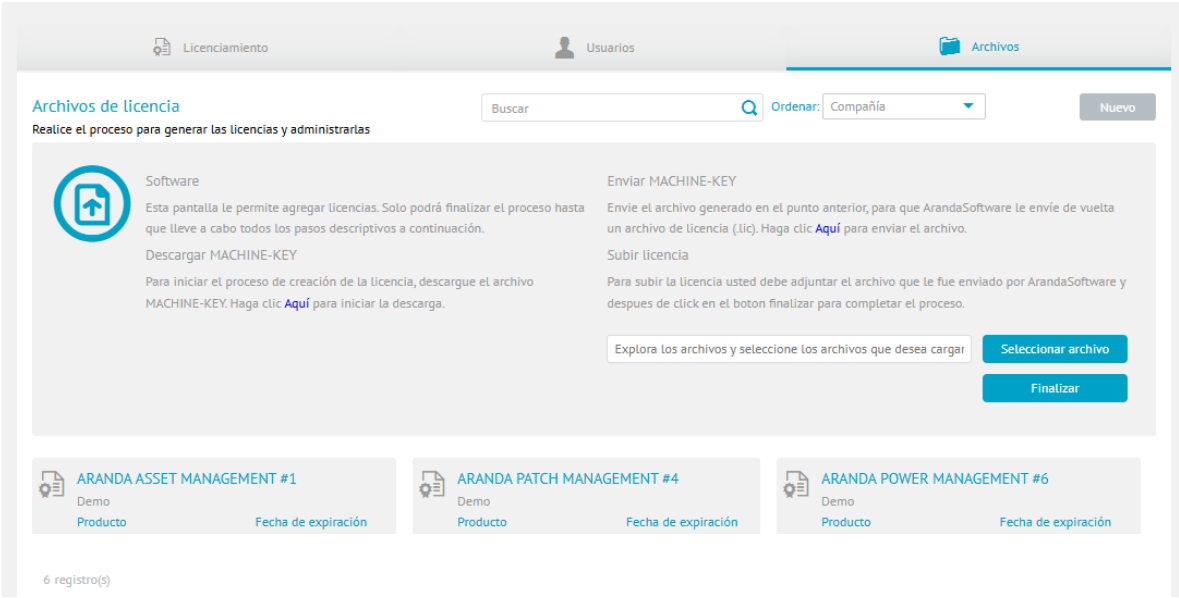 Licenciamiento
Usuarios
Archivos
Archivos de licencia
Buscar
Ordenar:
Compañía
Nuevo
Realice el proceso para generar las licencias y administrarlas
Software
Esta pantalla le permite agregar licencias. Solo podrá finalizar el proceso hasta
que lleve a cabo todos los pasos descriptivos a continuación.
Descargar MACHINE-KEY
Para iniciar el proceso de creación de la licencia, descargue el archivo
MACHINE-KEY. Haga clic Aquí para iniciar la descarga.
Enviar MACHINE-KEY
Envie el archivo generado en el punto anterior, para que ArandaSoftware le envíe de vuelta
un archivo de licencia (.lic). Haga clic Aquí para enviar el archivo.
Subir licencia
Para subir la licencia usted debe adjuntar el archivo que le fue enviado por ArandaSoftware y
despues de click en el boton finalizar para completar el proceso.
Explora los archivos y seleccione los archivos que desea cargar
Seleccionar archivo
Finalizar
ARANDA ASSET MANAGEMENT #1
Demo
Producto
Fecha de expiración
ARANDA PATCH MANAGEMENT #4
Demo
Producto
Fecha de expiración
ARANDA POWER MANAGEMENT #6
Demo
Producto
Fecha de expiración
6 registro(s)